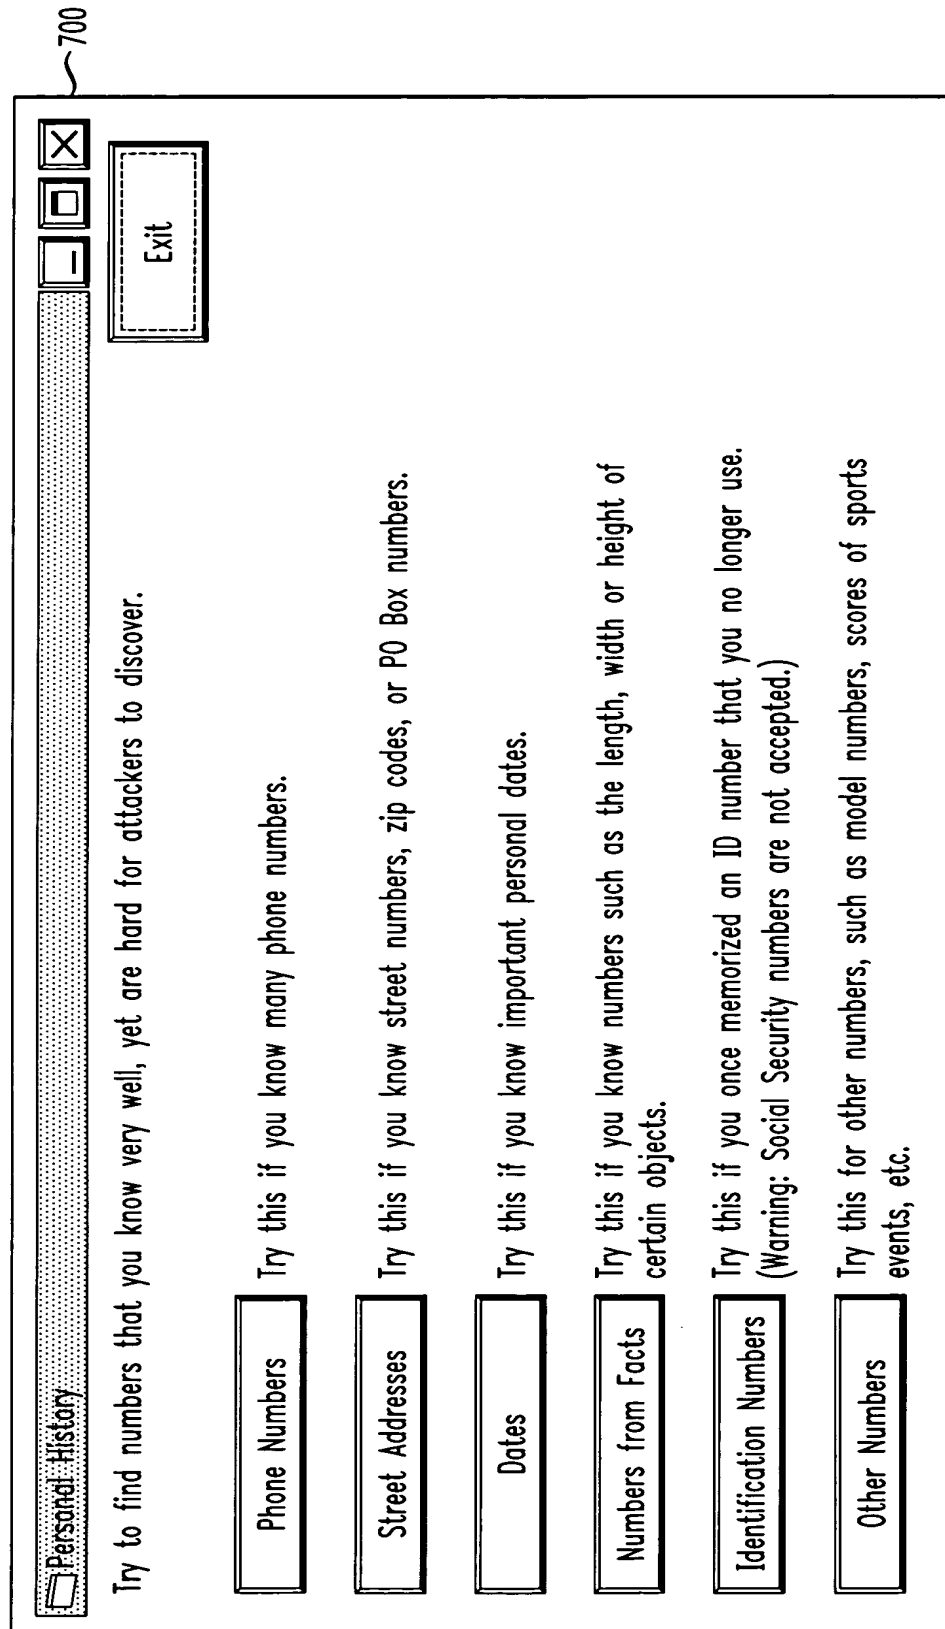 700
Personal History
Try to find numbers that you know very well, yet are hard for attackers to discover.
Exit
Phone Numbers
Try this if you know many phone numbers.
Street Addresses
Try this if you know street numbers, zip codes, or PO Box numbers.
Dates
Try this if you know important personal dates.
Numbers from Facts
Try this if you know numbers such as the length, width or height of
certain objects.
Identification Numbers
Try this if you once memorized an ID number that you no longer use.
(Warning: Social Security numbers are not accepted.)
Other Numbers
Try this for other numbers, such as model numbers, scores of sports
events, etc.